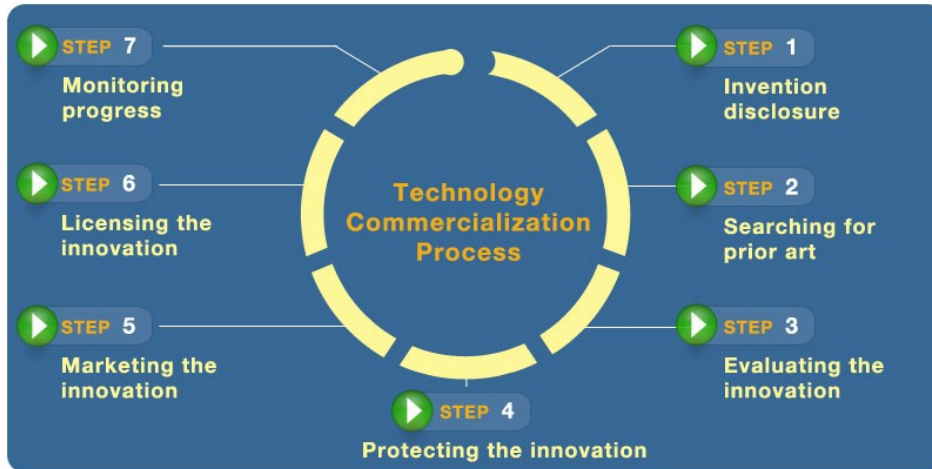 STEP 1
Invention
disclosure
STEP 2
Searching for
prior art
STEP 3
Evaluating the
innovation
STEP 4
Protecting the innovation
STEP 5
Marketing the
innovation
STEP 6
Licensing the
innovation
STEP 7
Monitoring
progress
Technology
Commercialization
Process